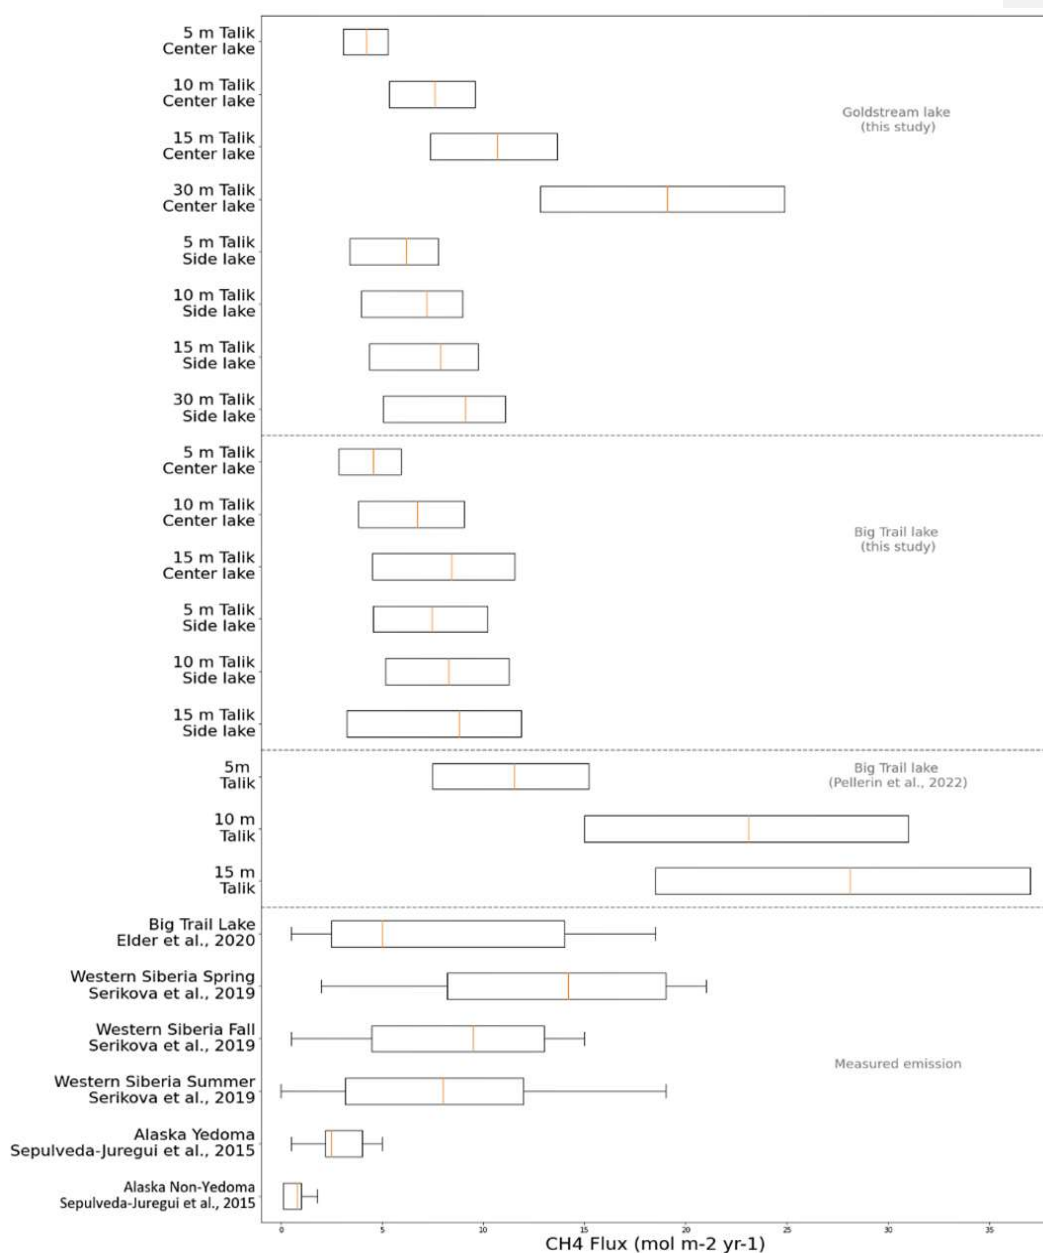 5 m Talik
Center lake
10 m Talik
Center lake
Goldstream lake
(this study)
15 m Talik
Center lake
30 m Talik
Center lake
5 m Talik
Side lake
10 m Talik
Side lake
15 m Talik
Side lake
30 m Talik
Side lake
5 m Talik
Center lake
10 m Talik
Center lake
Big Trail lake
(this study)
15 m Talik
Center lake
5 m Talik
Side lake
10 m Talik
Side lake
15 m Talik
Side lake
5m
Talik
Big Trail lake
(Pellerin et al., 2022)
10 m
Talik
15 m
Talik
Big Trail Lake
Elder et al., 2020
Western Siberia Spring
Serikova et al., 2019
Western Siberia Fall
Serikova et al., 2019
Measured emission
Western Siberia Summer
Serikova et al., 2019
Alaska Yedoma
Sepulveda-Juregui et al., 2015
Alaska Non-Yedoma
Sepulveda-Juregui et al., 2015
0 5 10 15 20 25 30 35
CH4 Flux (mol m-2 yr-1)